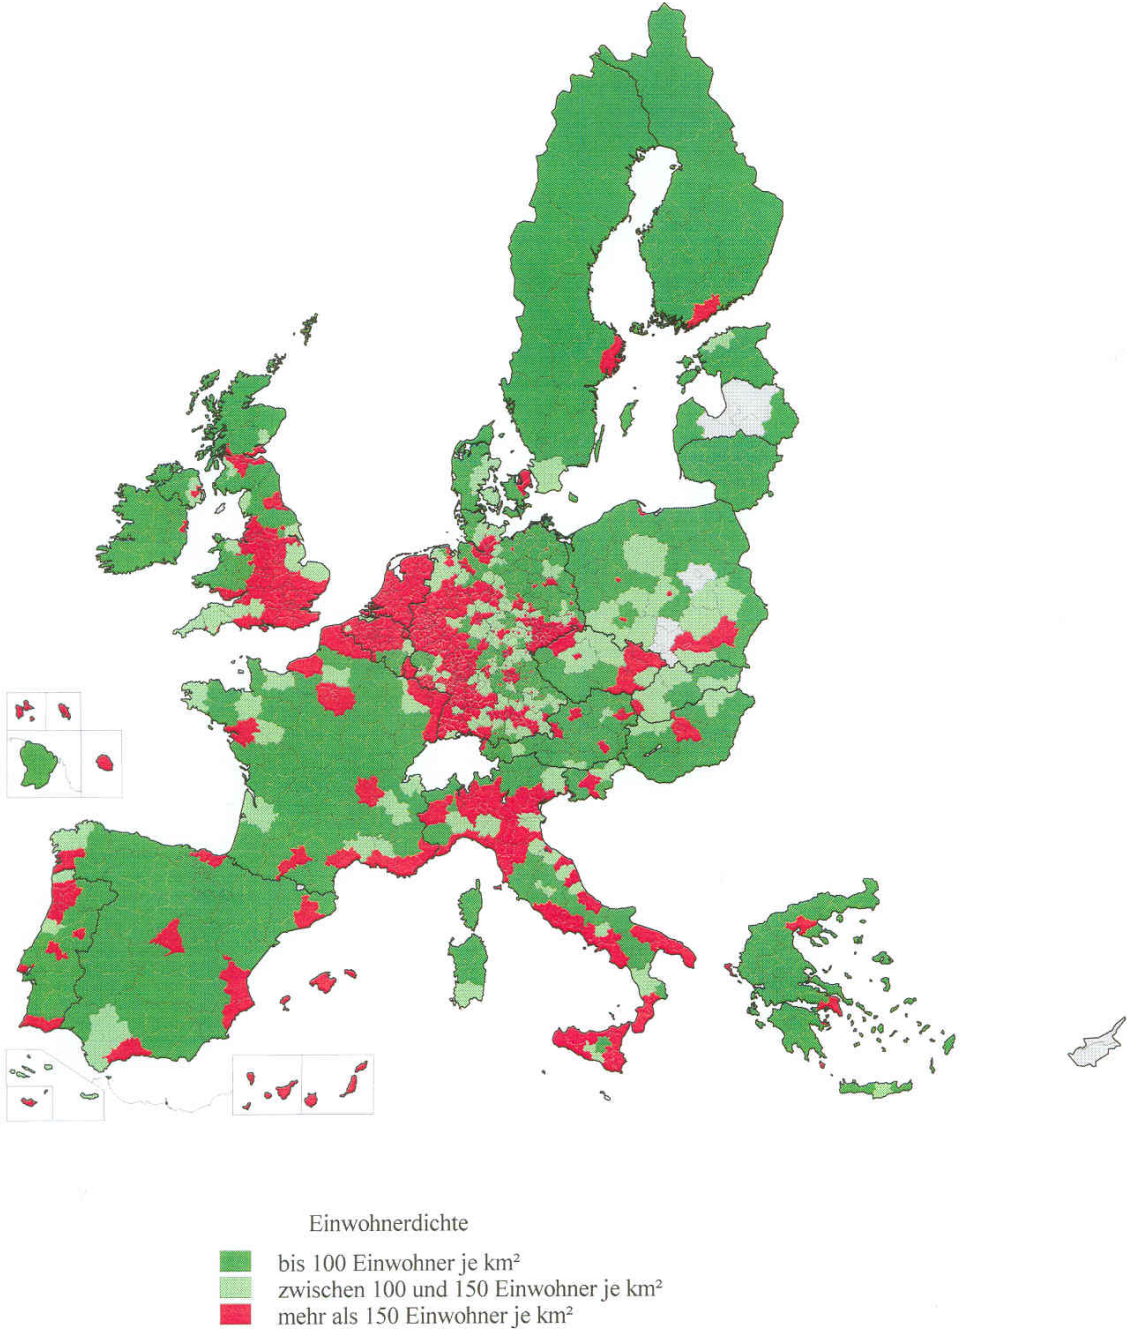 Einwohnerdichte
bis 100 Einwohner je km²
zwischen 100 und 150 Einwohner je km²
mehr als 150 Einwohner je km²